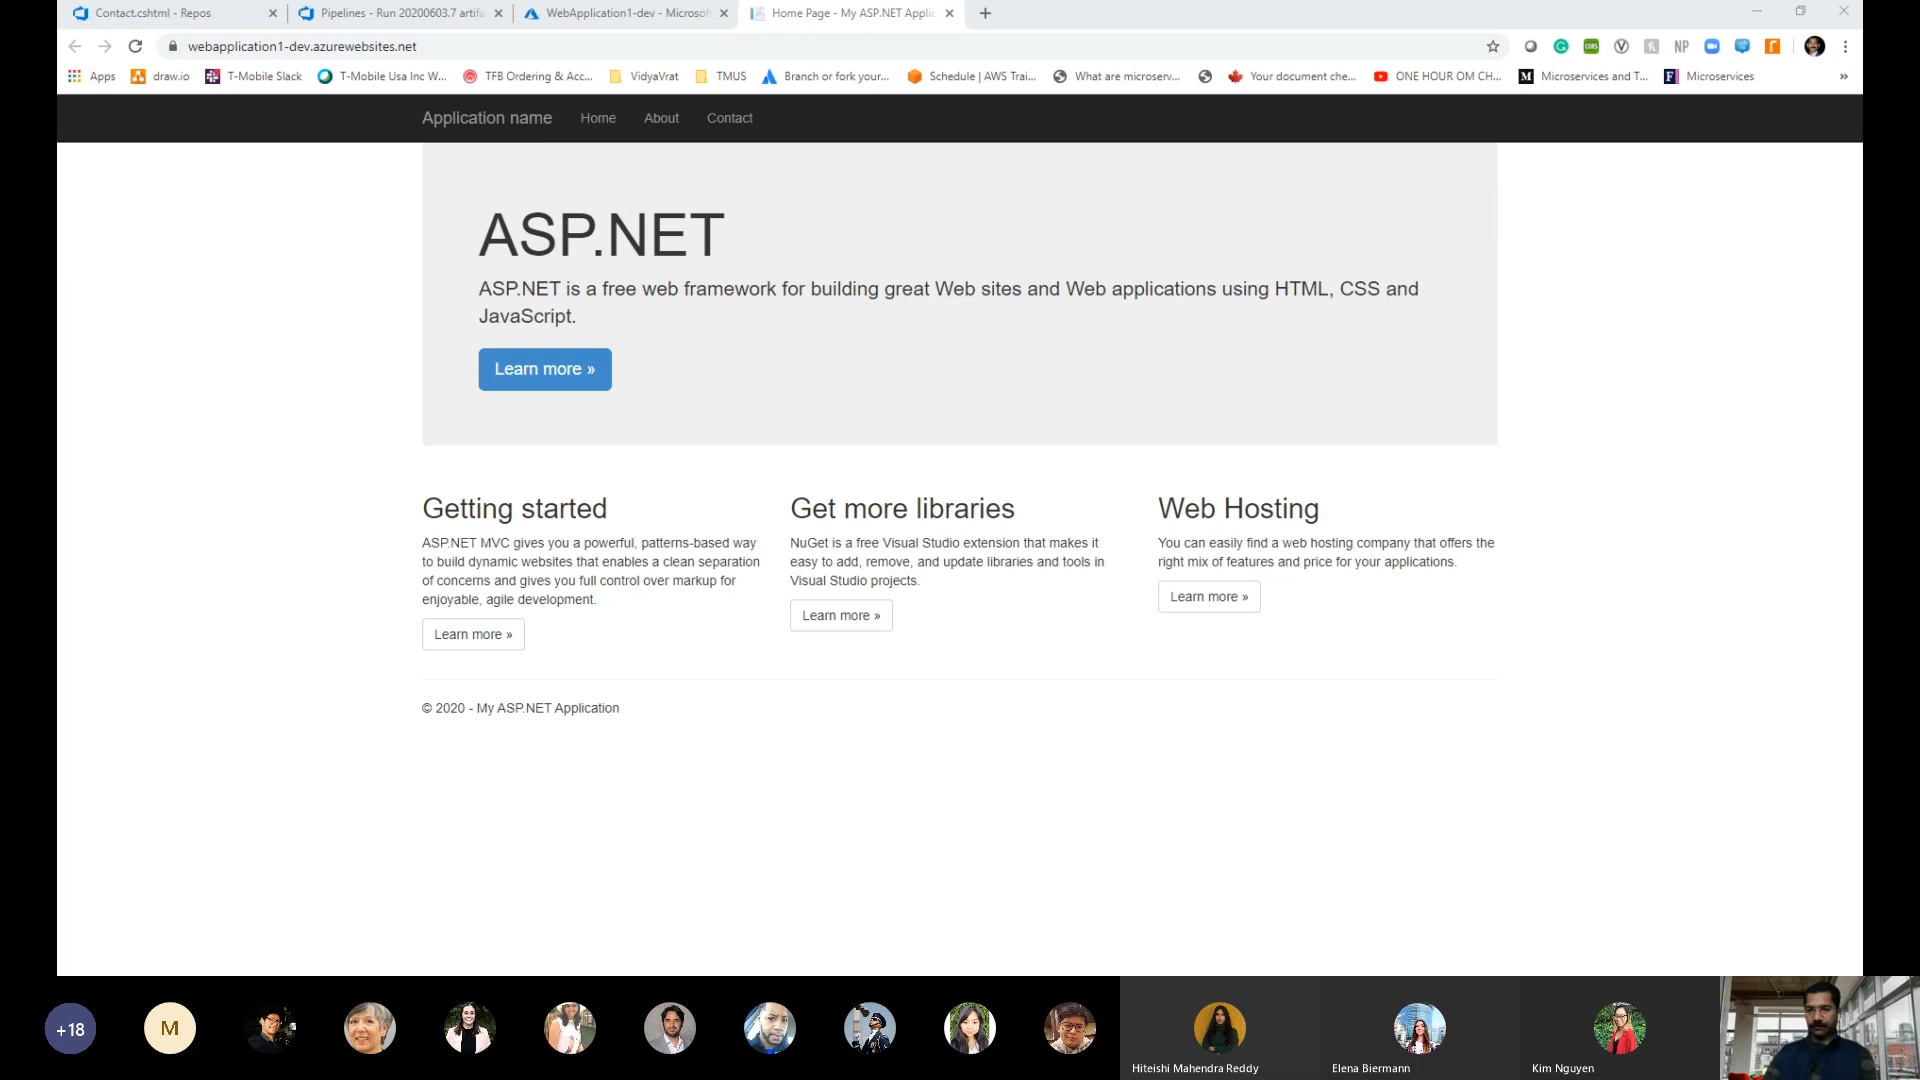 Contact.cshtml - Repos
Pipelines - Run 20200603.7 artifa
WebApplication1-dev - Microsof
Home Page - My ASP.NET Applic
webapplication1-dev.azurewebsites.net
NP
Apps
draw.io
T-Mobile Slack
T-Mobile Usa Inc W...
TFB Ordering & Acc...
VidyaVrat
TMUS
Branch or fork your...
Schedule | AWS Trai...
What are microserv...
Your document che...
ONE HOUR OM CH...
M
Microservices and T...
F
Microservices
»
Application name
Home
About
Contact
ASP.NET
ASP.NET is a free web framework for building great Web sites and Web applications using HTML, CSS and
JavaScript.
Learn more »
Getting started
ASP.NET MVC gives you a powerful, patterns-based way
to build dynamic websites that enables a clean separation
of concerns and gives you full control over markup for
enjoyable, agile development.
Learn more »
Get more libraries
NuGet is a free Visual Studio extension that makes it
easy to add, remove, and update libraries and tools in
Visual Studio projects.
Learn more »
Web Hosting
You can easily find a web hosting company that offers the
right mix of features and price for your applications.
Learn more »
© 2020 - My ASP.NET Application
+18
M
Hiteishi Mahendra Reddy
Elena Biermann
Kim Nguyen